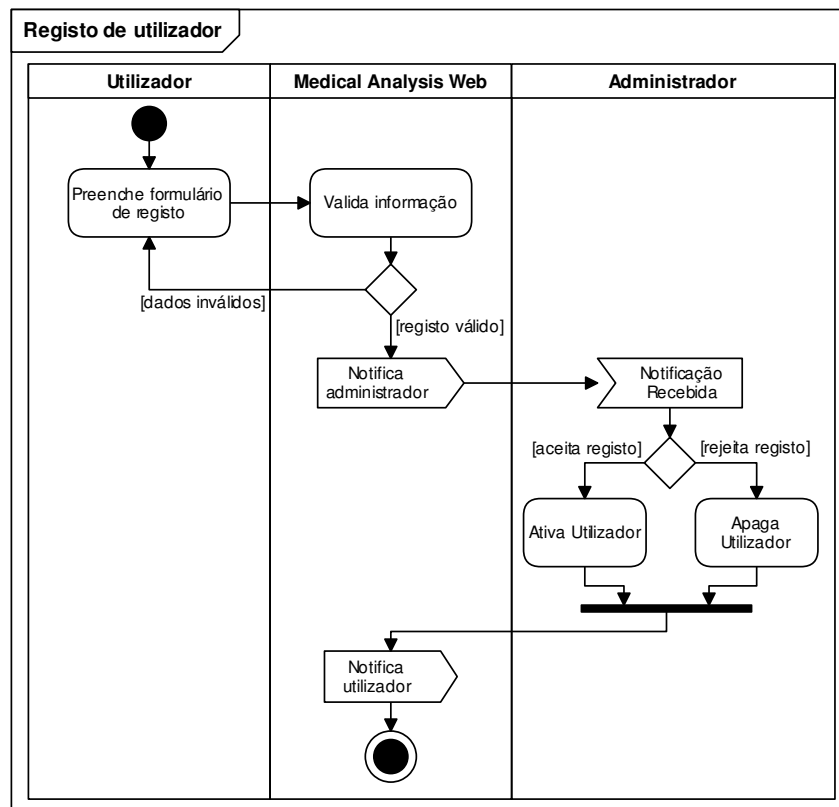 Registo de utilizador
Utilizador
Medical Analysis Web
Administrador
Preenche formulário
de registo
Valida informação
[dados inválidos]
[registo válido]
Notifica
administrador
Notificação
Recebida
[aceita registo]
[rejeita registo]
Ativa Utilizador
Apaga
Utilizador
Notifica
utilizador